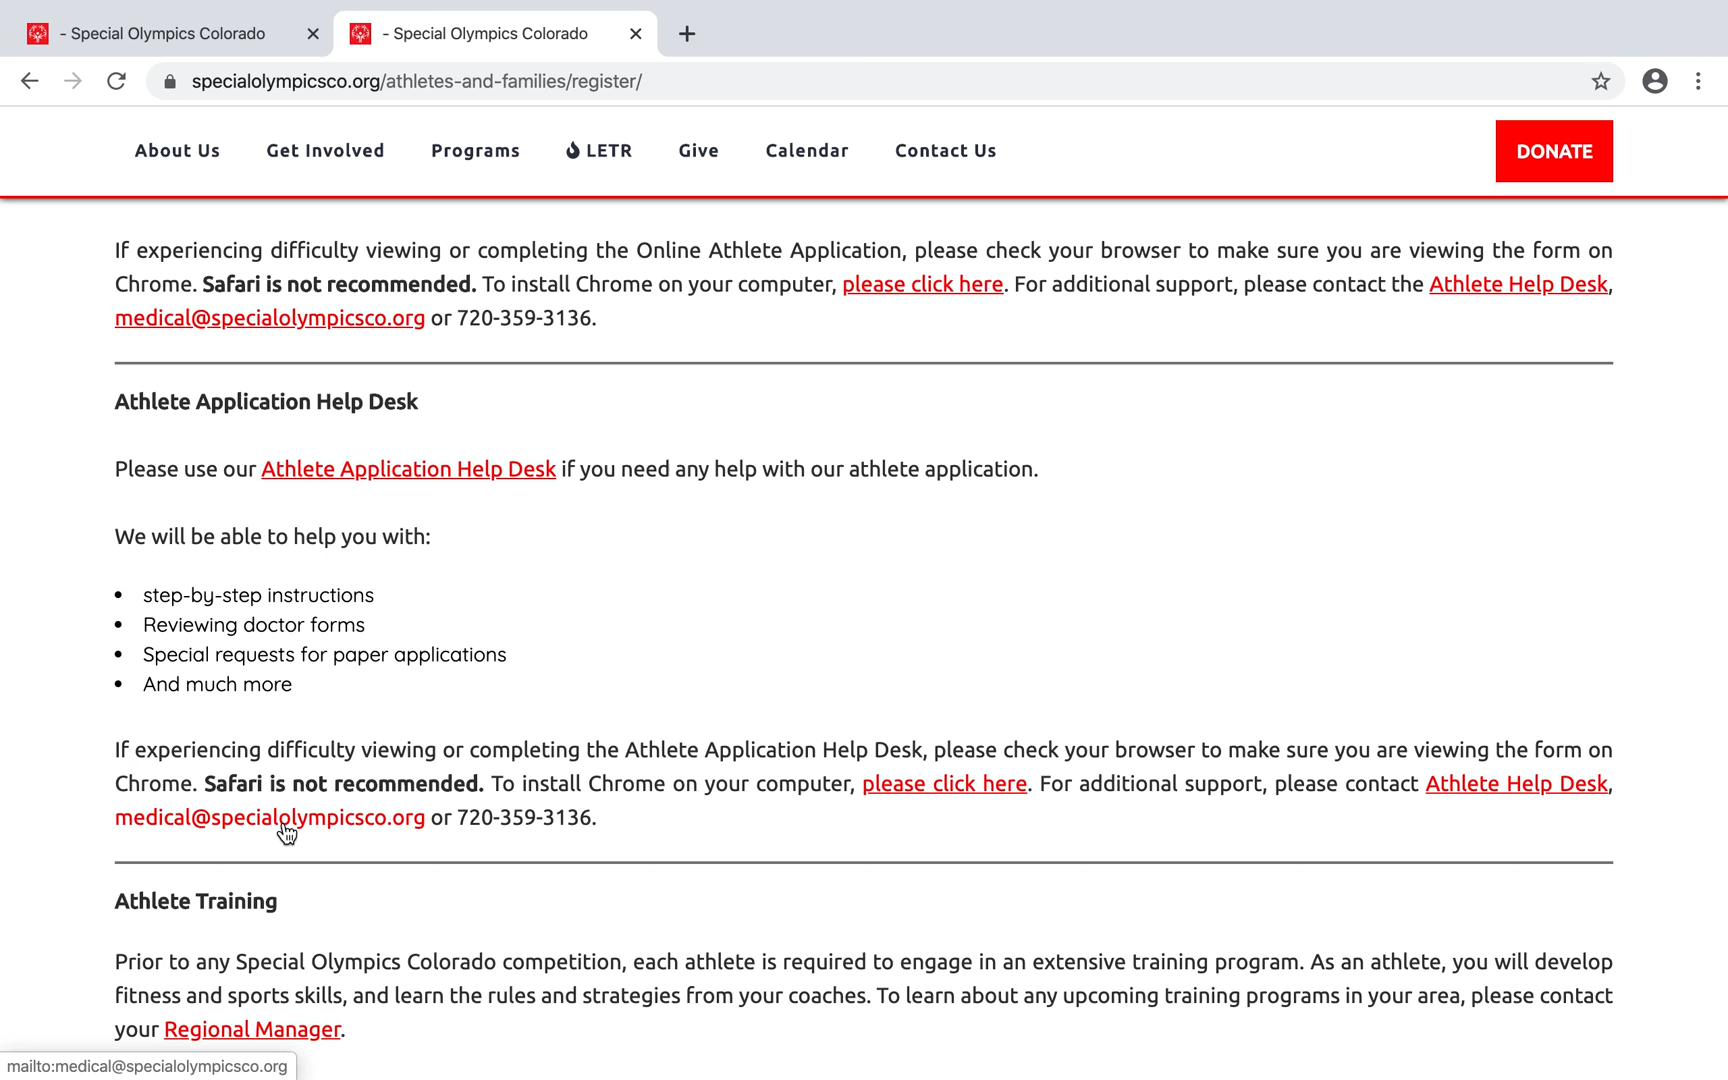 - Special Olympics Colorado
- Special Olympics Colorado
specialolympicsco.org/athletes-and-families/register/
About Us Get Involved Programs LETR Give Calendar Contact Us DONATE
If experiencing difficulty viewing or completing the Online Athlete Application, please check your browser to make sure you are viewing the form on
Chrome. Safari is not recommended. To install Chrome on your computer, please click here. For additional support, please contact the Athlete Help Desk,
medical@specialolympicsco.org or 720-359-3136.
Athlete Application Help Desk
Please use our Athlete Application Help Desk if you need any help with our athlete application.
We will be able to help you with:
• step-by-step instructions
• Reviewing doctor forms
• Special requests for paper applications
• And much more
If experiencing difficulty viewing or completing the Athlete Application Help Desk, please check your browser to make sure you are viewing the form on
Chrome. Safari is not recommended. To install Chrome on your computer, please click here. For additional support, please contact Athlete Help Desk,
medical@specialolympicsco.org or 720-359-3136.
Athlete Training
Prior to any Special Olympics Colorado competition, each athlete is required to engage in an extensive training program. As an athlete, you will develop
fitness and sports skills, and learn the rules and strategies from your coaches. To learn about any upcoming training programs in your area, please contact
your Regional Manager.
mailto:medical@specialolympicsco.org